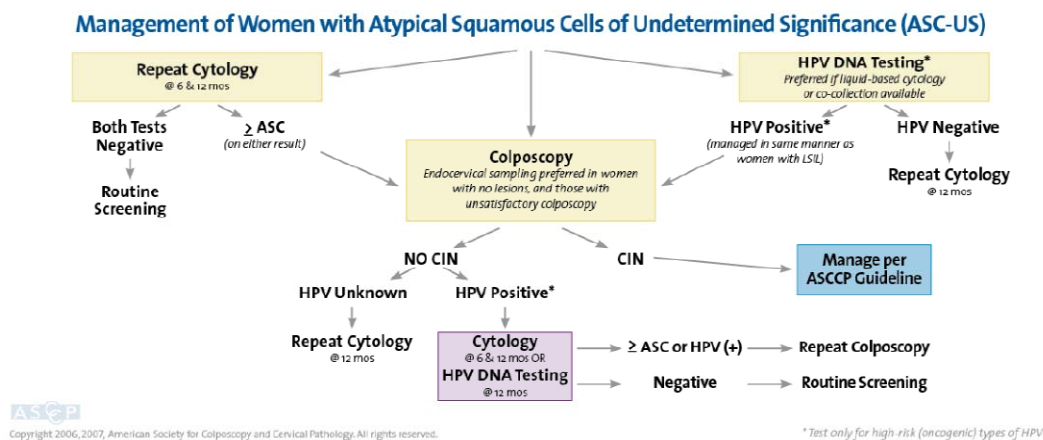 Management of Women with Atypical Squamous Cells of Undetermined Significance (ASC-US)
Repeat Cytology
@ 6 & 12 mos
HPV DNA Testing*
Preferred if liquid-based cytology
or co-collection available
Both Tests
Negative
≥ ASC
(on either result)
HPV Positive*
(managed in same manner as
women with LSIL)
HPV Negative
Routine
Screening
Colposcopy
Endocervical sampling preferred in women
with no lesions, and those with
unsatisfactory colposcopy
Repeat Cytology
@ 12 mos
NO CIN
CIN
Manage per
ASCCP Guideline
HPV Unknown
HPV Positive*
Repeat Cytology
@ 12 mos
Cytology
@ 6 & 12 mos OR
HPV DNA Testing
@ 12 mos
≥ ASC or HPV (+)
Repeat Colposcopy
Negative
Routine Screening
ASCCP
Copyright 2006, 2007, American Society for Colposcopy and Cervical Pathology. All rights reserved.
* Test only for high-risk (oncogenic) types of HPV